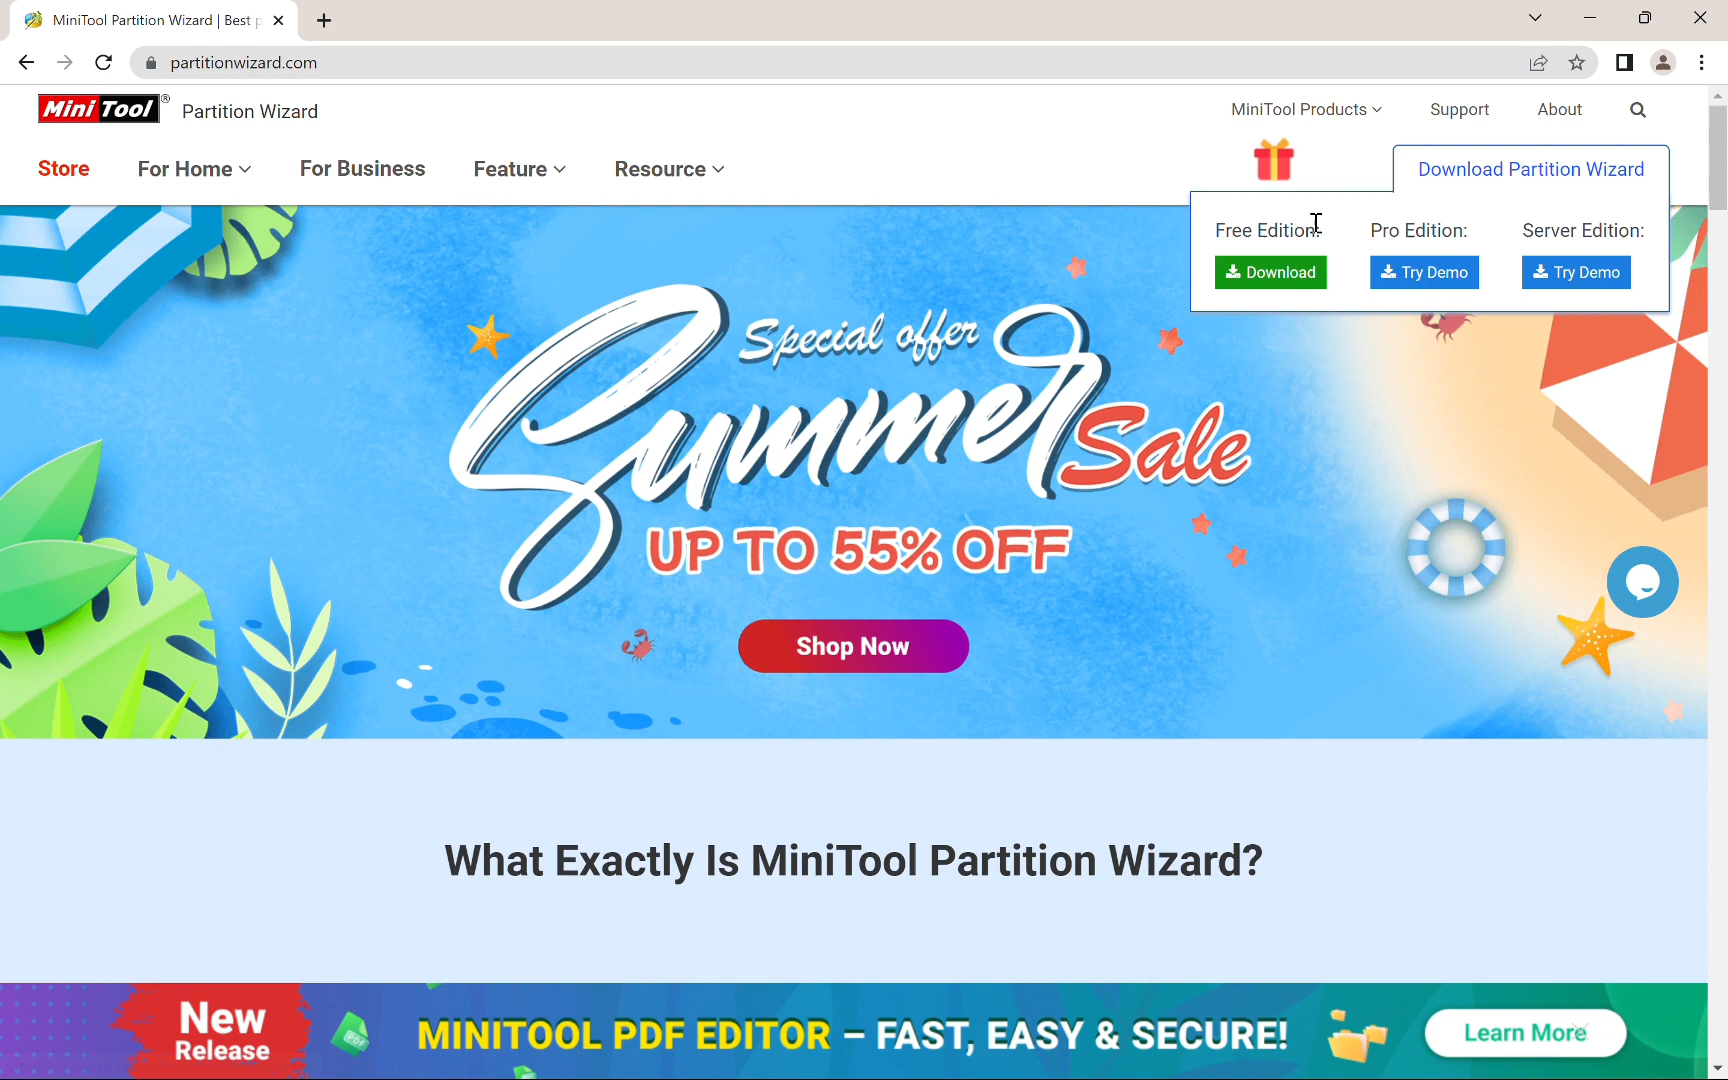 MiniTool Partition Wizard | Best p
partitionwizard.com
Mini Tool® Partition Wizard
MiniTool Products
Support
About
Store
For Home
For Business
Feature
Resource
Download Partition Wizard
Free Edition:
Pro Edition:
Server Edition:
Download
Try Demo
Try Demo
Special offer
Summer Sale
UP TO 55% OFF
Shop Now
What Exactly Is MiniTool Partition Wizard?
New
Release
PDF
MINITOOL PDF EDITOR – FAST, EASY & SECURE!
Learn More